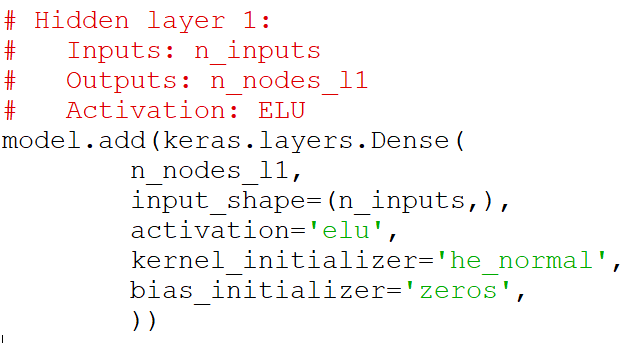 # Hidden layer 1:
#   Inputs: n_inputs
#   Outputs: n_nodes_l1
#   Activation: ELU
model.add(keras.layers.Dense(
        n_nodes_l1,
        input_shape=(n_inputs,),
        activation='elu',
        kernel_initializer='he_normal',
        bias_initializer='zeros',
        ))